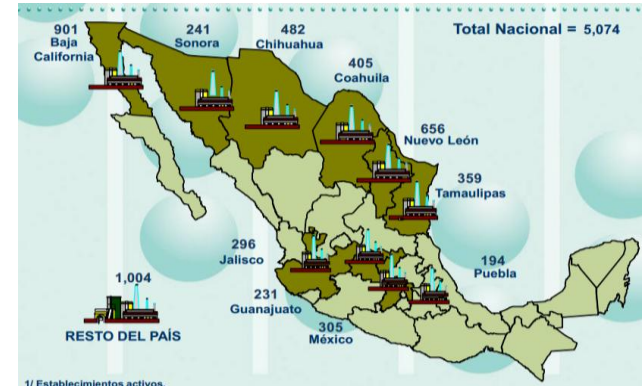 901
Baja
California
241
Sonora
482
Chihuahua
Total Nacional = 5,074
405
Coahuila
656
Nuevo León
359
Tamaulipas
296
Jalisco
194
Puebla
1,004
RESTO DEL PAÍS
231
Guanajuato
305
México
1/ Establecimientos activos.